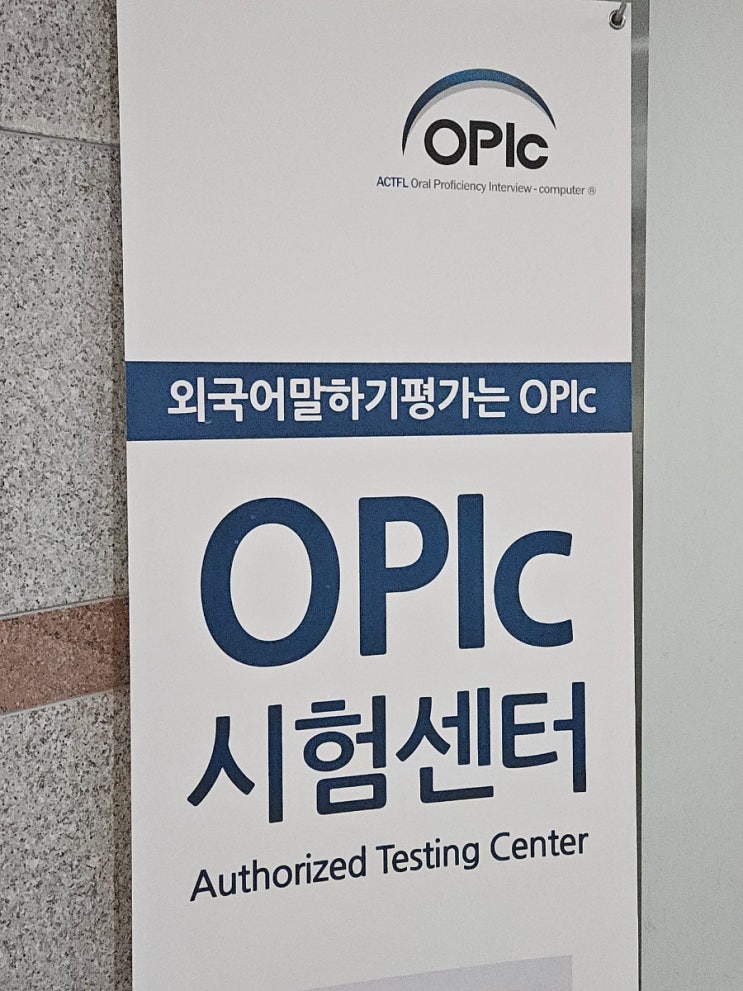 OPIc
ACTFL Oral Proficiency Interview - computer ®
외국어말하기평가는 OPIc
OPIc
시험센터
Authorized Testing Center